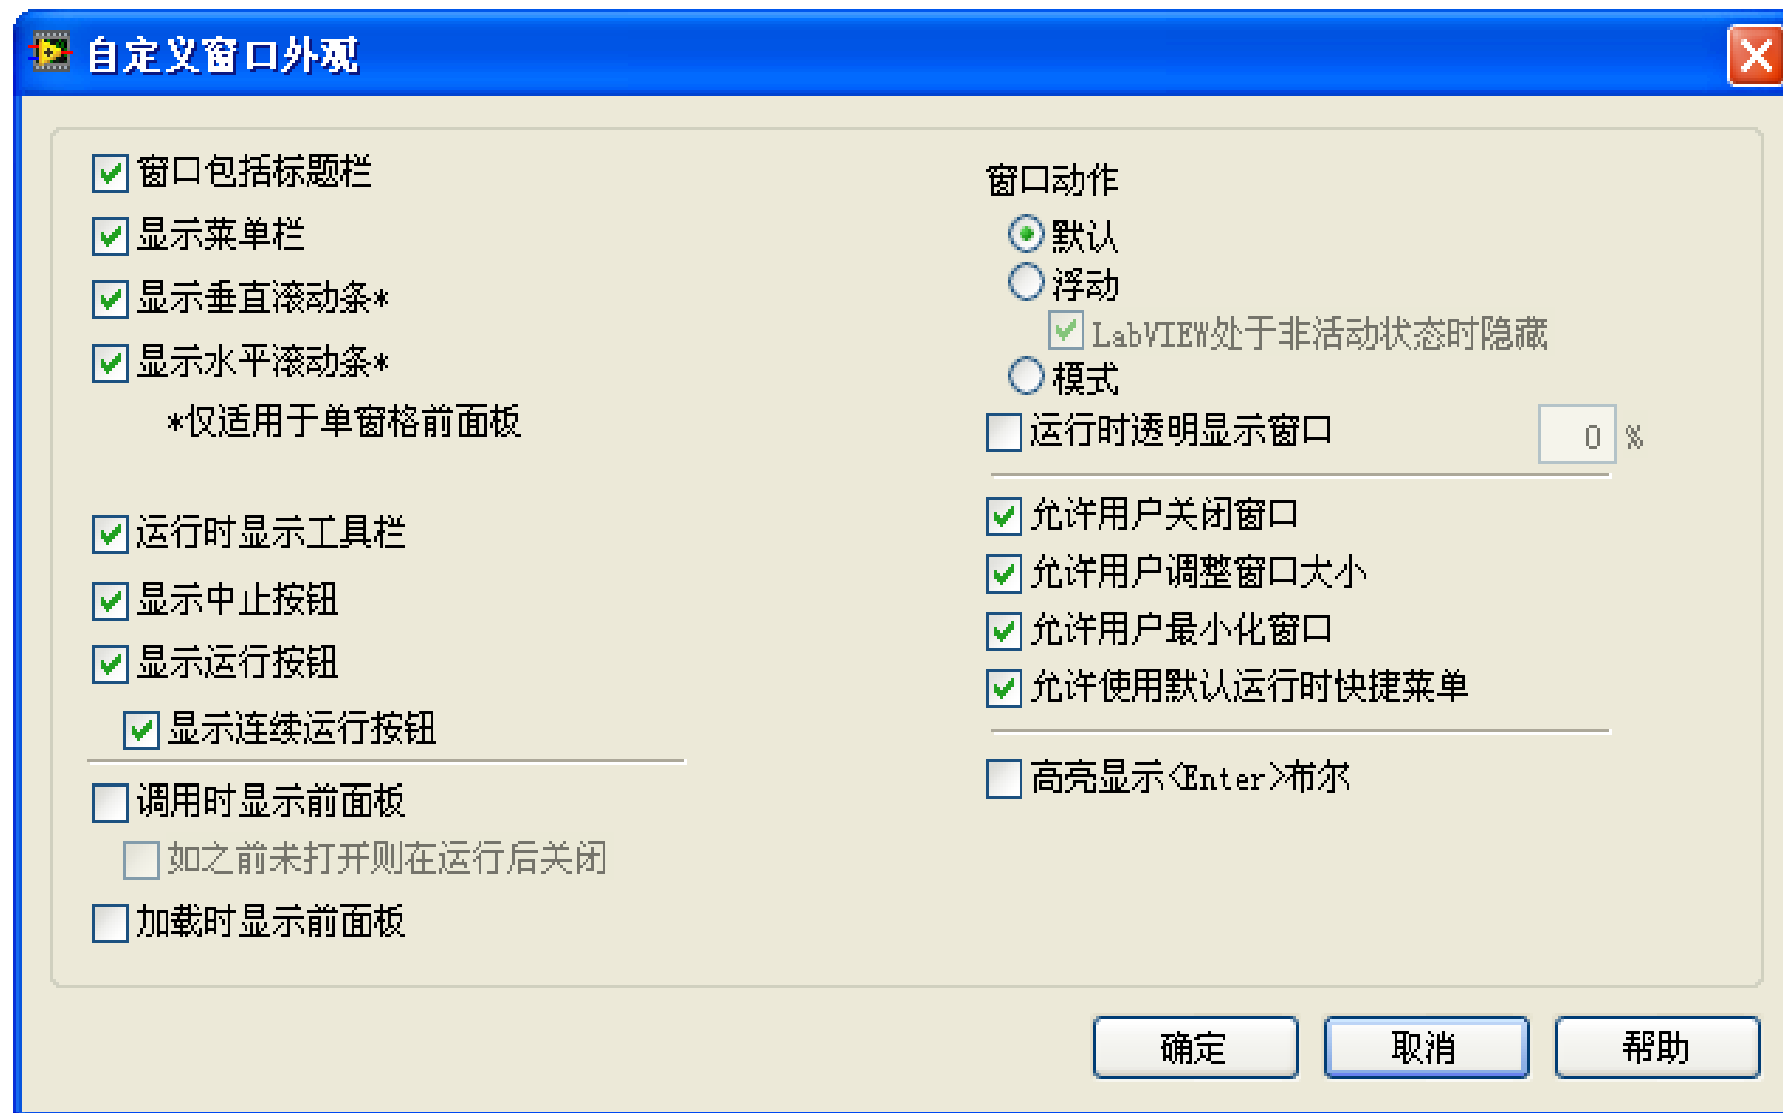 自定义窗口外观
窗口包括标题栏
显示菜单栏
显示垂直滚动条*
显示水平滚动条*
*仅适用于单窗格前面板
运行时显示工具栏
显示中止按钮
显示运行按钮
显示连续运行按钮
调用时显示前面板
如之前未打开则在运行后关闭
加载时显示前面板
窗口动作
默认
浮动
LabVIEW处于非活动状态时隐藏
模式
运行时透明显示窗口 0 %
允许用户关闭窗口
允许用户调整窗口大小
允许用户最小化窗口
允许使用默认运行时快捷菜单
高亮显示<Enter>布尔
确定 取消 帮助